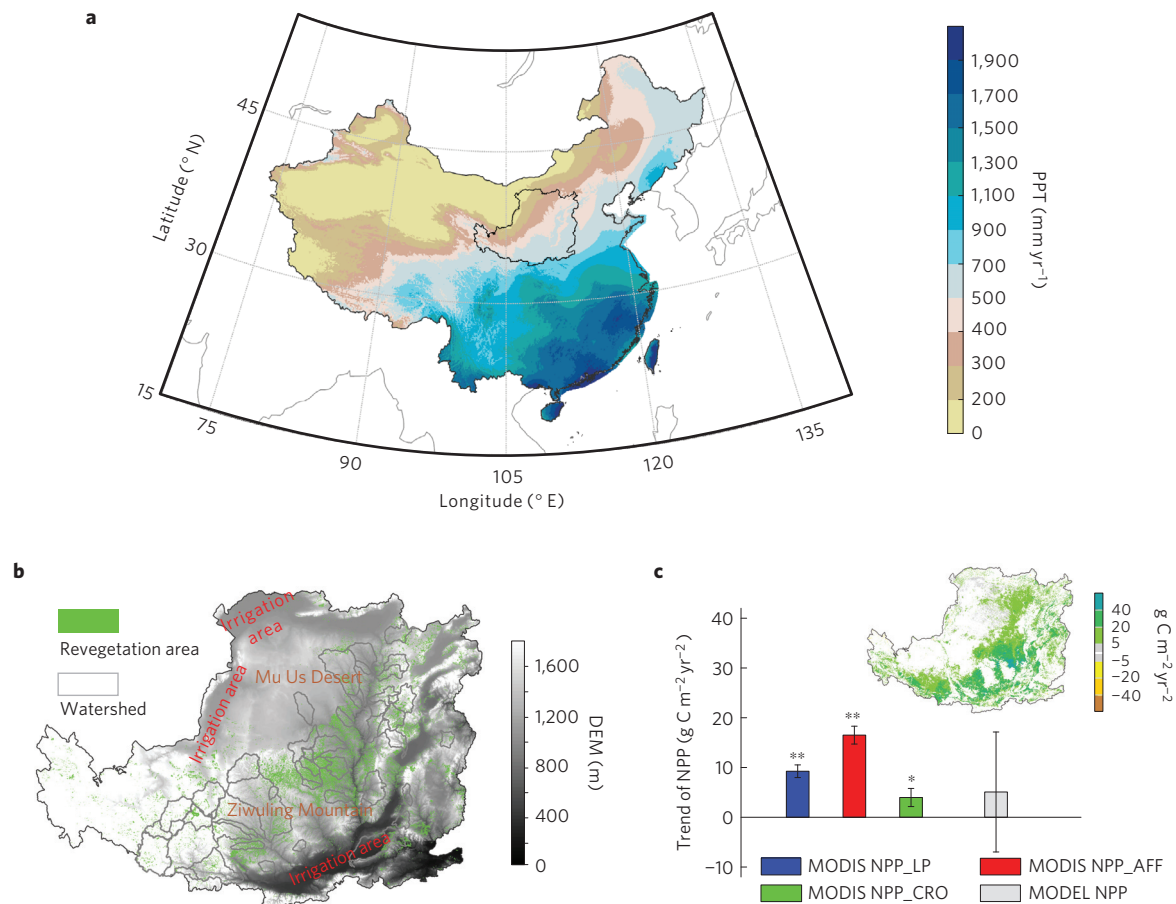 a
45
30
15
Latitude (° N)
75
90
105
120
135
Longitude (° E)
1,900
1,700
1,500
1,300
1,100
900
700
500
400
300
200
0
PPT (mm yr⁻¹)
b
Revegetation area
Watershed
Irrigation area
Mu Us Desert
Irrigation area
Ziwuling Mountain
Irrigation area
1,600
1,200
800
400
0
DEM (m)
c
40
30
20
10
0
−10
Trend of NPP (g C m⁻² yr⁻²)
**
**
*
40
20
5
−5
−20
−40
g C m⁻² yr⁻²
MODIS NPP_LP
MODIS NPP_AFF
MODIS NPP_CRO
MODEL NPP